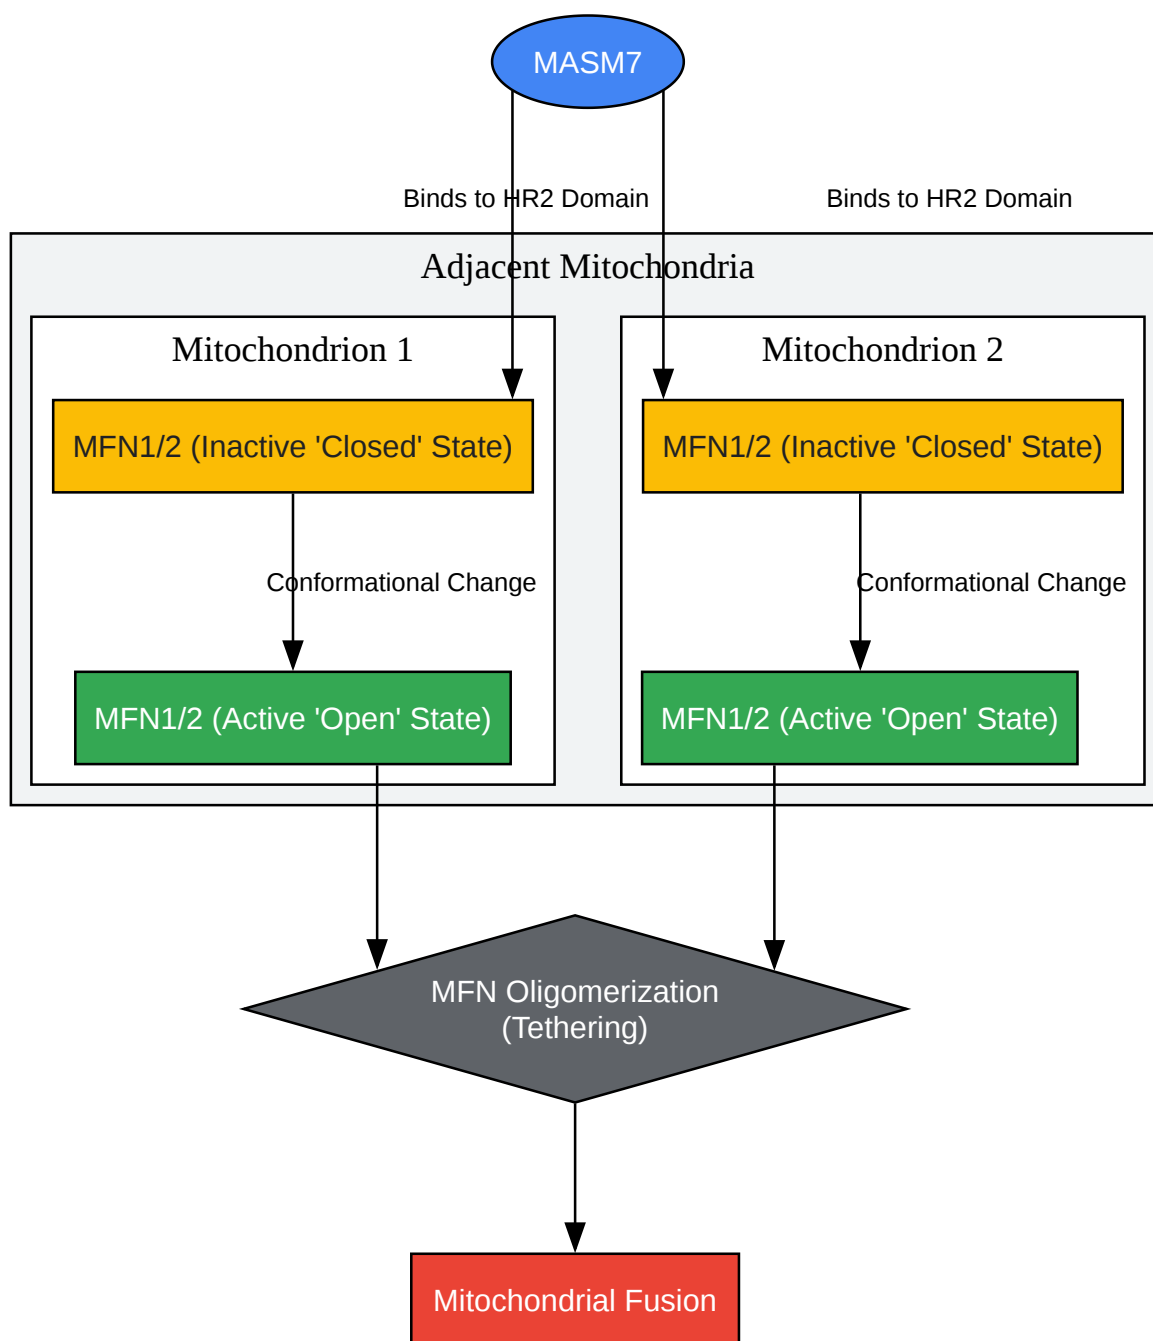 MASM7
Binds to HR2 Domain
Binds to HR2 Domain
Adjacent Mitochondria
Mitochondrion 1
Mitochondrion 2
MFN1/2 (Inactive 'Closed' State)
MFN1/2 (Inactive 'Closed' State)
Conformational Change
Conformational Change
MFN1/2 (Active 'Open' State)
MFN1/2 (Active 'Open' State)
MFN Oligomerization
(Tethering)
Mitochondrial Fusion